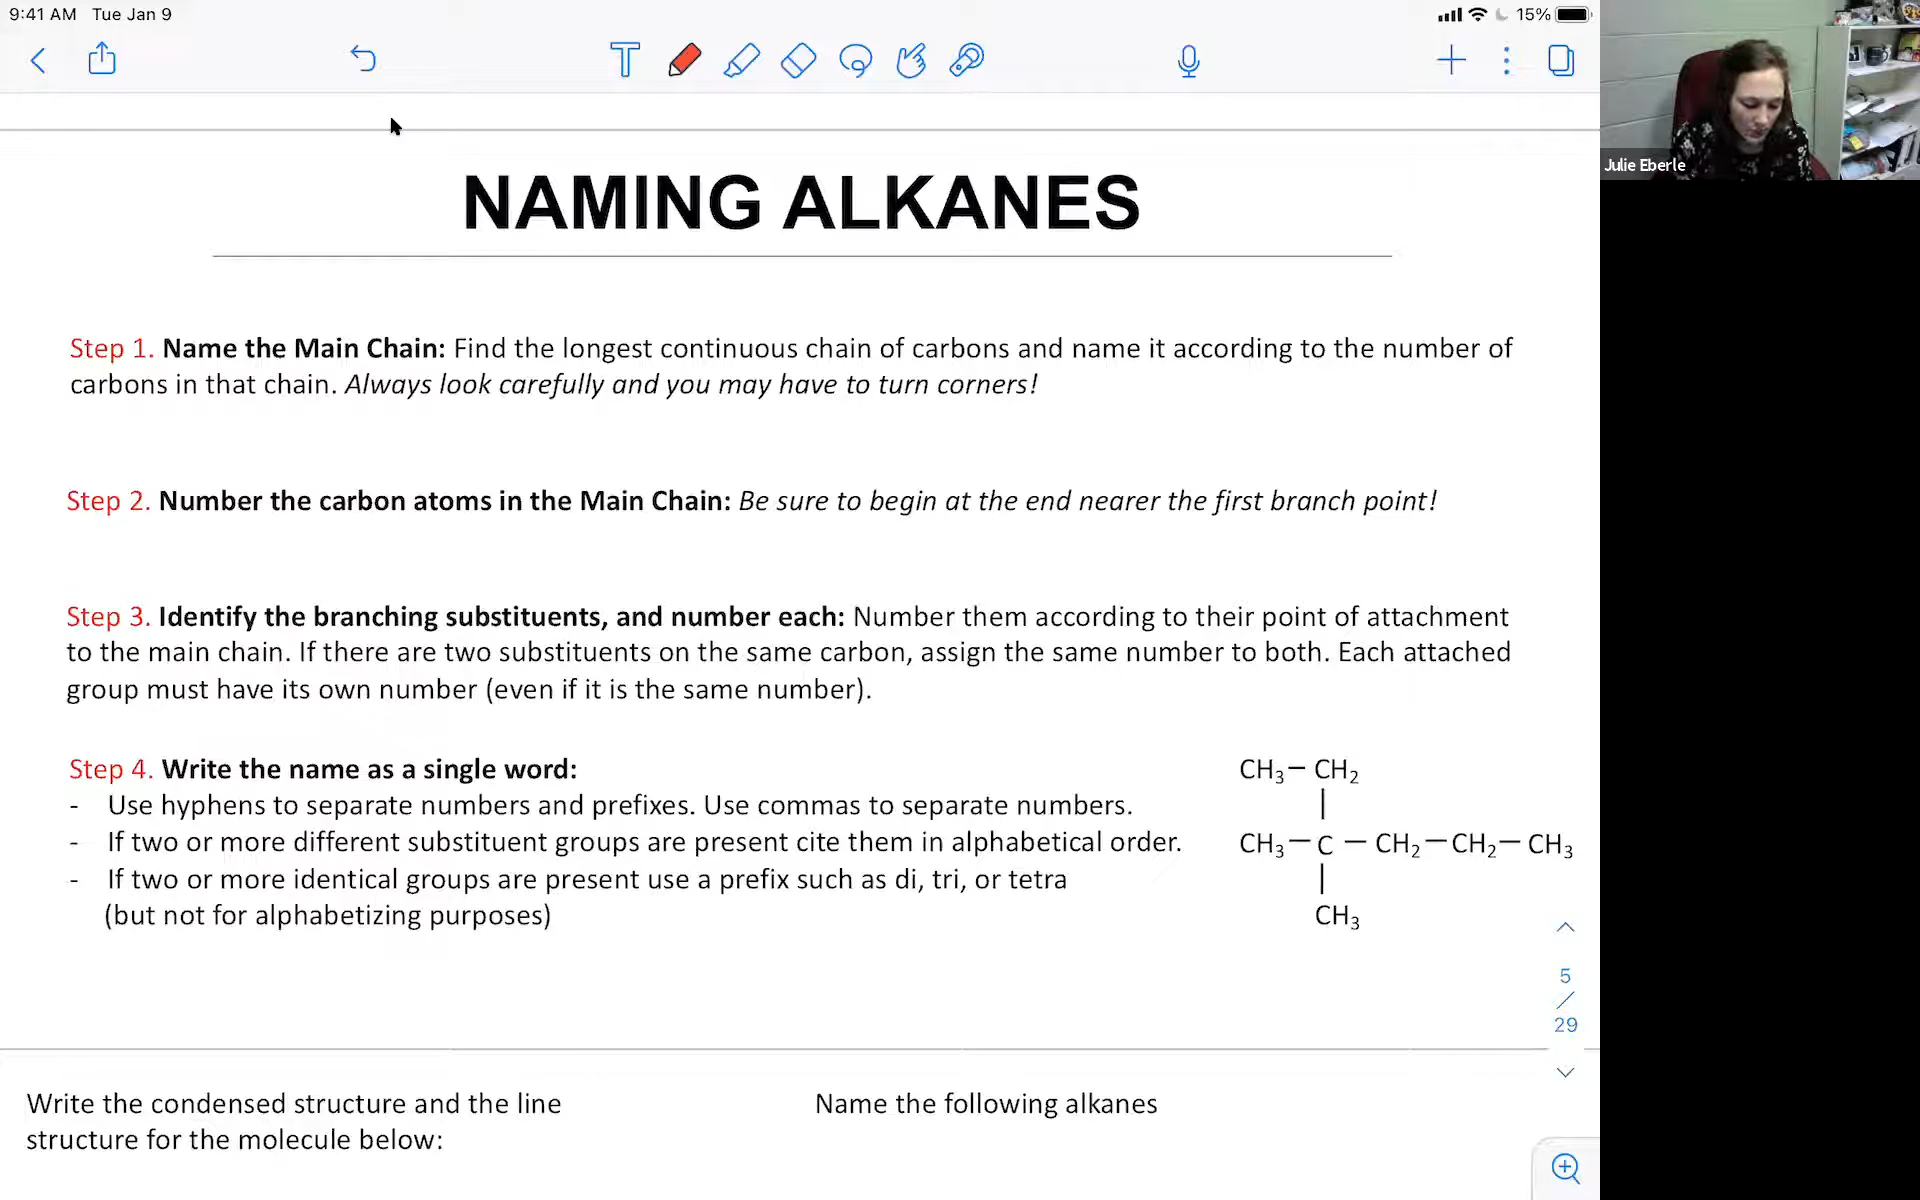 9:41 AM Tue Jan 9
15%
Julie Eberle
NAMING ALKANES
Step 1. Name the Main Chain: Find the longest continuous chain of carbons and name it according to the number of
carbons in that chain. Always look carefully and you may have to turn corners!
Step 2. Number the carbon atoms in the Main Chain: Be sure to begin at the end nearer the first branch point!
Step 3. Identify the branching substituents, and number each: Number them according to their point of attachment
to the main chain. If there are two substituents on the same carbon, assign the same number to both. Each attached
group must have its own number (even if it is the same number).
Step 4. Write the name as a single word:
- Use hyphens to separate numbers and prefixes. Use commas to separate numbers.
- If two or more different substituent groups are present cite them in alphabetical order.
- If two or more identical groups are present use a prefix such as di, tri, or tetra
(but not for alphabetizing purposes)
CH₃ – CH₂
|
CH₃ – C – CH₂ – CH₂ – CH₃
|
CH₃
5
/
29
Write the condensed structure and the line
structure for the molecule below:
Name the following alkanes